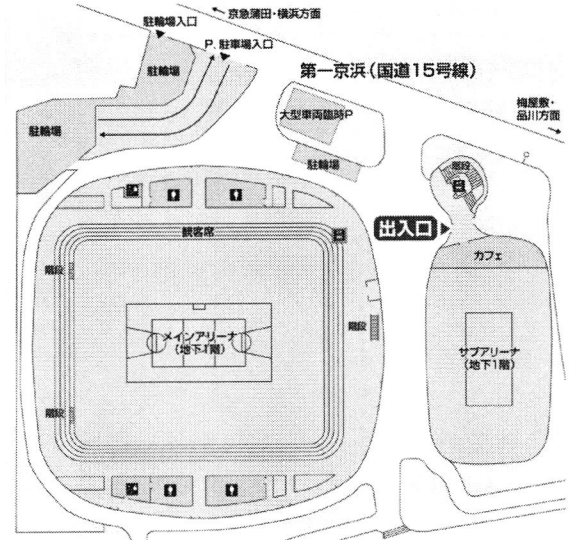 京急蒲田・横浜方面
駐輪場入口
P. 駐車場入口
駐輪場
第一京浜（国道15号線）
大型車両臨時P
梅屋敷・
品川方面
駐輪場
駐輪場
階段
出入口
観客席
カフェ
階段
階段
メインアリーナ
（地下1階）
サブアリーナ
（地下1階）
階段